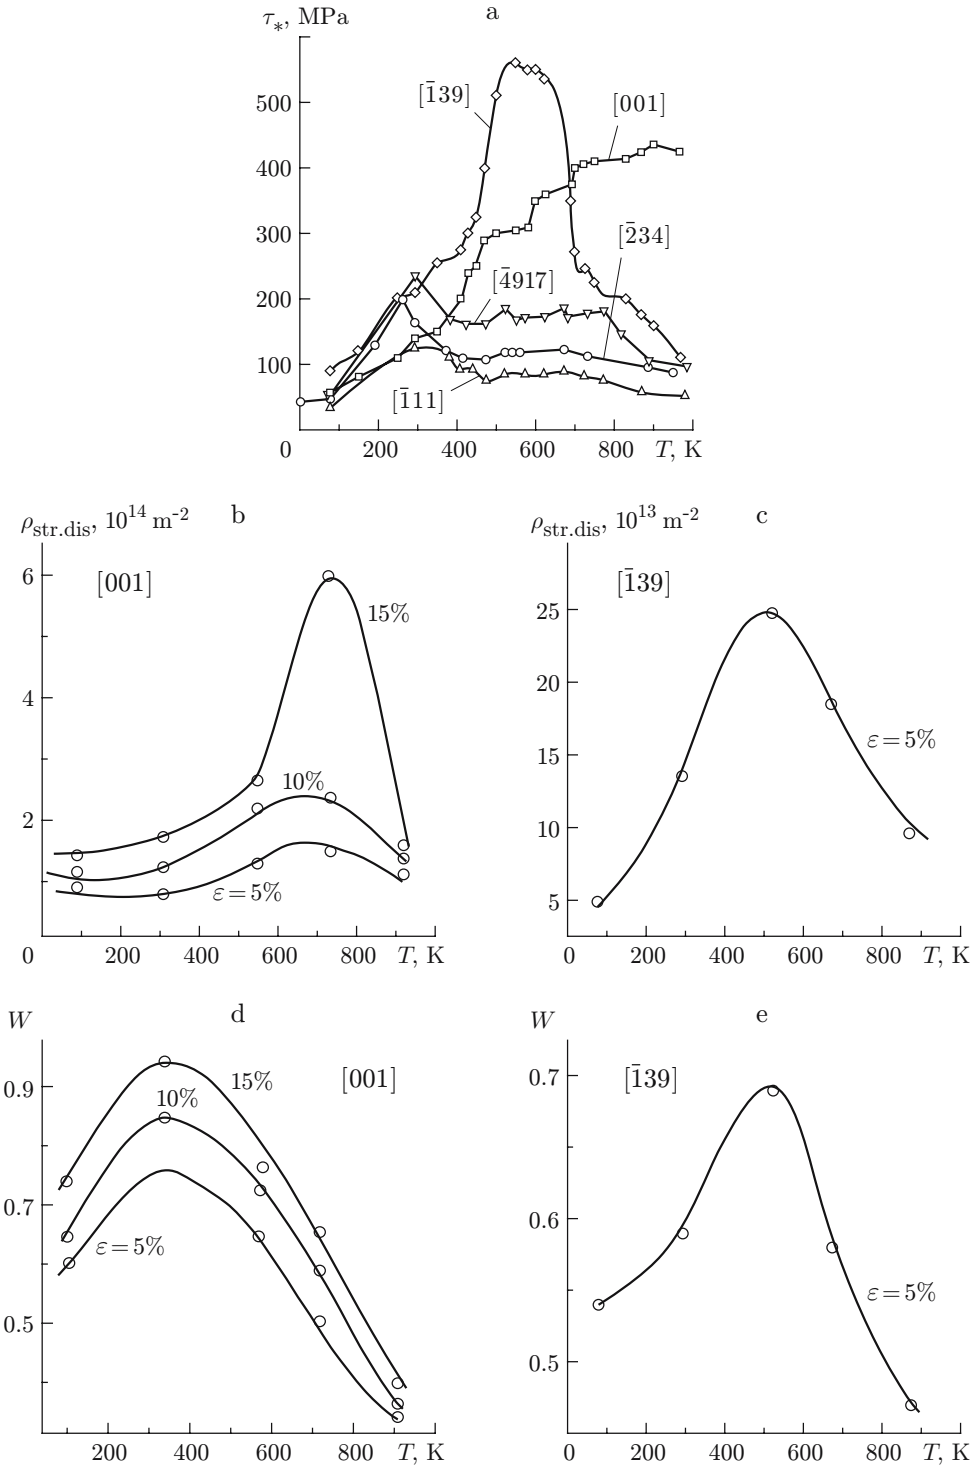 τ*, MPa a
500
400
300
200
100
0 200 400 600 800 T, K
[1̄39]
[001]
[2̄34]
[4̄917]
[1̄11]
ρstr.dis, 10¹⁴ m⁻² b
[001]
6
4
2
15%
10%
ε = 5%
0 200 400 600 800 T, K
ρstr.dis, 10¹³ m⁻² c
[1̄39]
25
20
15
10
5
ε = 5%
0 200 400 600 800 T, K
W d
[001]
0.9
0.7
0.5
15%
10%
ε = 5%
200 400 600 800 T, K
W e
[1̄39]
0.7
0.6
0.5
ε = 5%
0 200 400 600 800 T, K